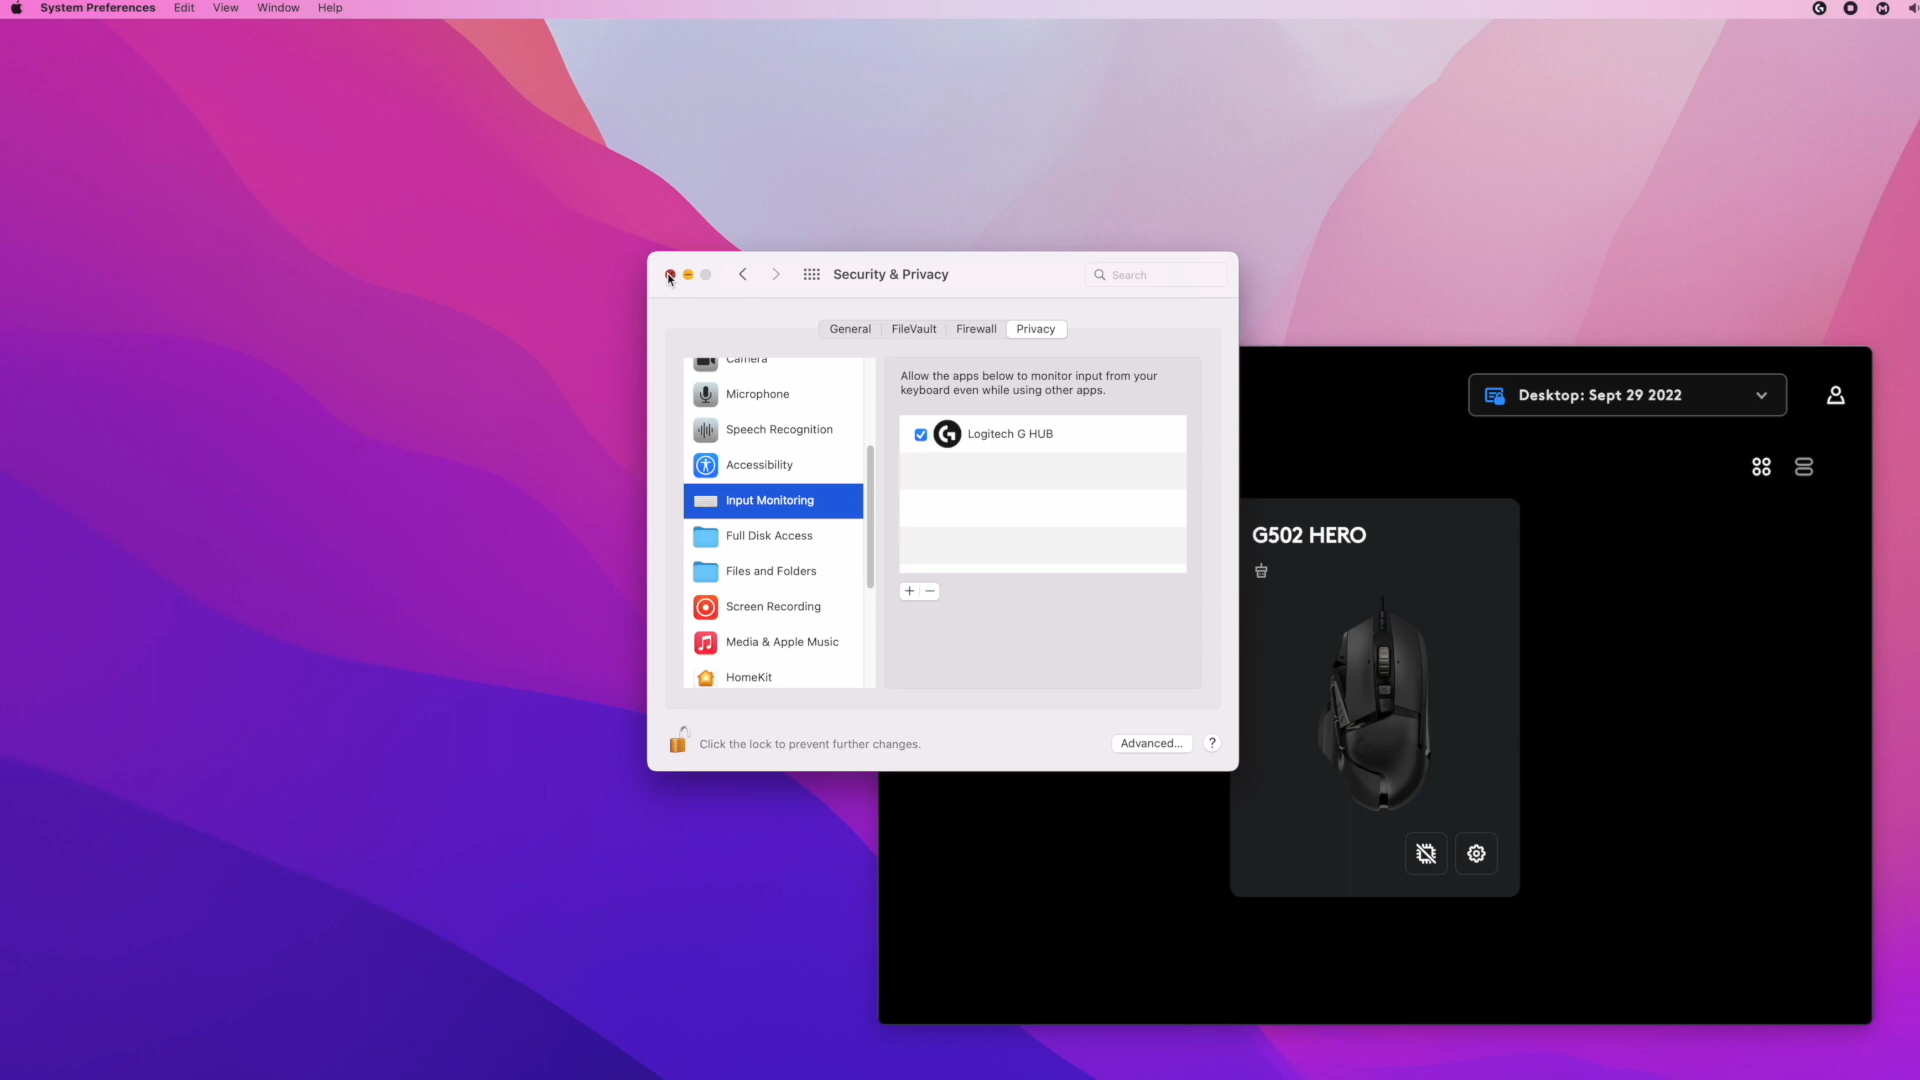 System Preferences Edit View Window Help
Security & Privacy
Search
General FileVault Firewall Privacy
Camera
Microphone
Speech Recognition
Accessibility
Input Monitoring
Full Disk Access
Files and Folders
Screen Recording
Media & Apple Music
HomeKit
Allow the apps below to monitor input from your
keyboard even while using other apps.
Logitech G HUB
+ −
Click the lock to prevent further changes.
Advanced... ?
Desktop: Sept 29 2022
G502 HERO